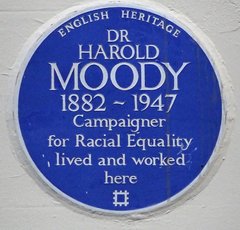 ENGLISH HERITAGE
DR
HAROLD
MOODY
1882 ~ 1947
Campaigner
for Racial Equality
lived and worked
here